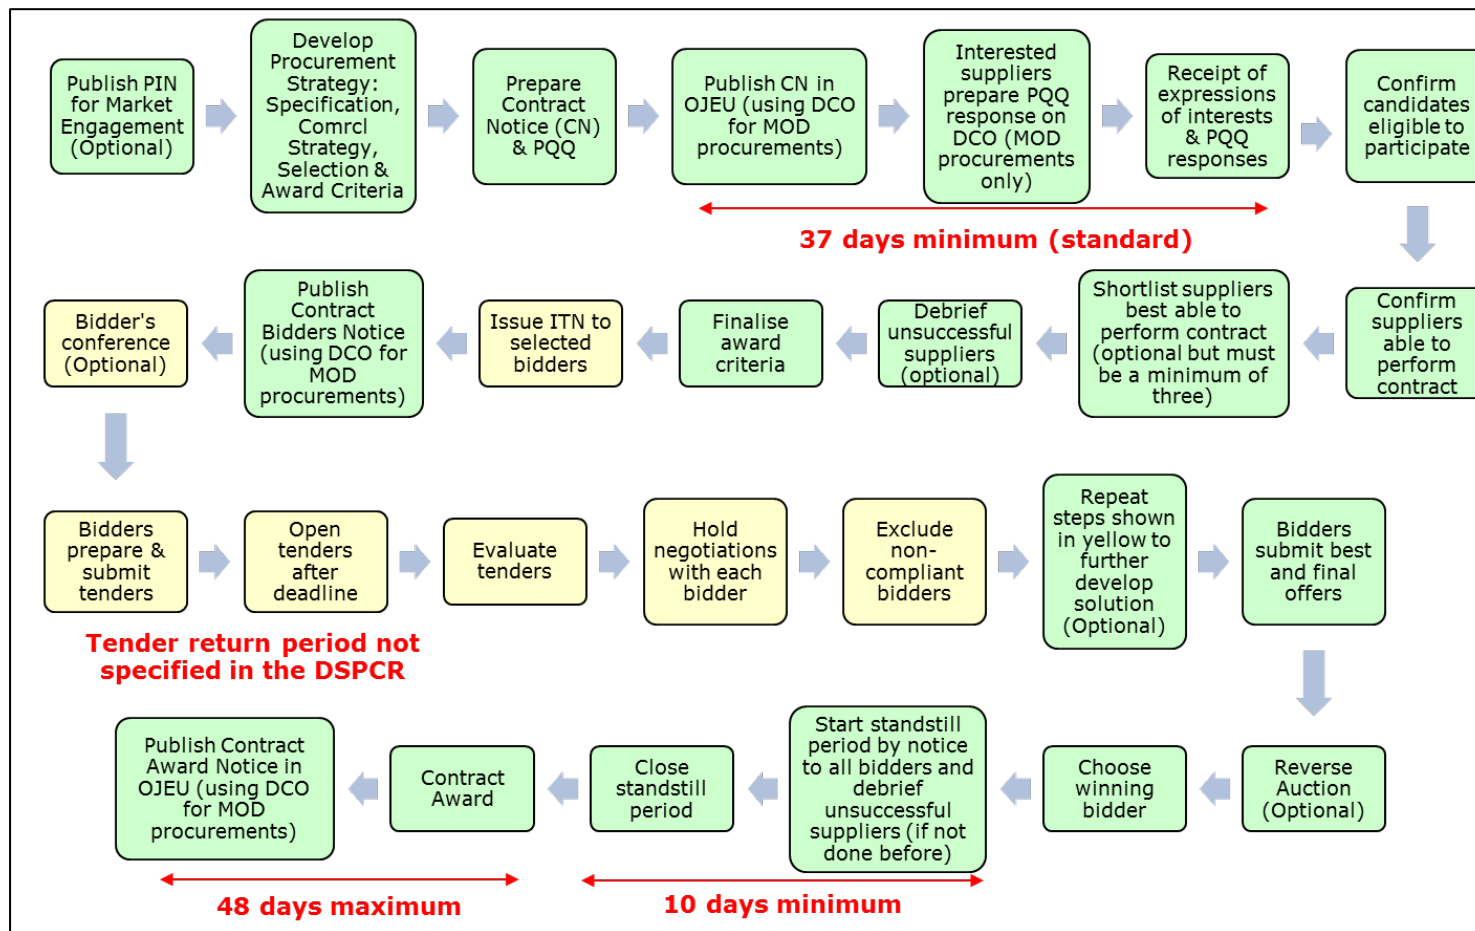 Publish PIN
for Market
Engagement
(Optional)
Develop
Procurement
Strategy:
Specification,
Comrcl
Strategy,
Selection &
Award Criteria
Prepare
Contract
Notice (CN)
& PQQ
Publish CN in
OJEU (using DCO
for MOD
procurements)
Interested
suppliers
prepare PQQ
response on
DCO (MOD
procurements
only)
Receipt of
expressions
of interests
& PQQ
responses
Confirm
candidates
eligible to
participate
37 days minimum (standard)
Confirm
suppliers
able to
perform
contract
Shortlist suppliers
best able to
perform contract
(optional but must
be a minimum of
three)
Debrief
unsuccessful
suppliers
(optional)
Finalise
award
criteria
Issue ITN to
selected
bidders
Publish
Contract
Bidders Notice
(using DCO for
MOD
procurements)
Bidder's
conference
(Optional)
Bidders
prepare &
submit
tenders
Open
tenders
after
deadline
Evaluate
tenders
Hold
negotiations
with each
bidder
Exclude
non-
compliant
bidders
Repeat
steps shown
in yellow to
further
develop
solution
(Optional)
Bidders
submit best
and final
offers
Tender return period not
specified in the DSPCR
Reverse
Auction
(Optional)
Choose
winning
bidder
Start standstill
period by notice
to all bidders and
debrief
unsuccessful
suppliers (if not
done before)
Close
standstill
period
Contract
Award
Publish Contract
Award Notice in
OJEU (using DCO
for MOD
procurements)
48 days maximum
10 days minimum